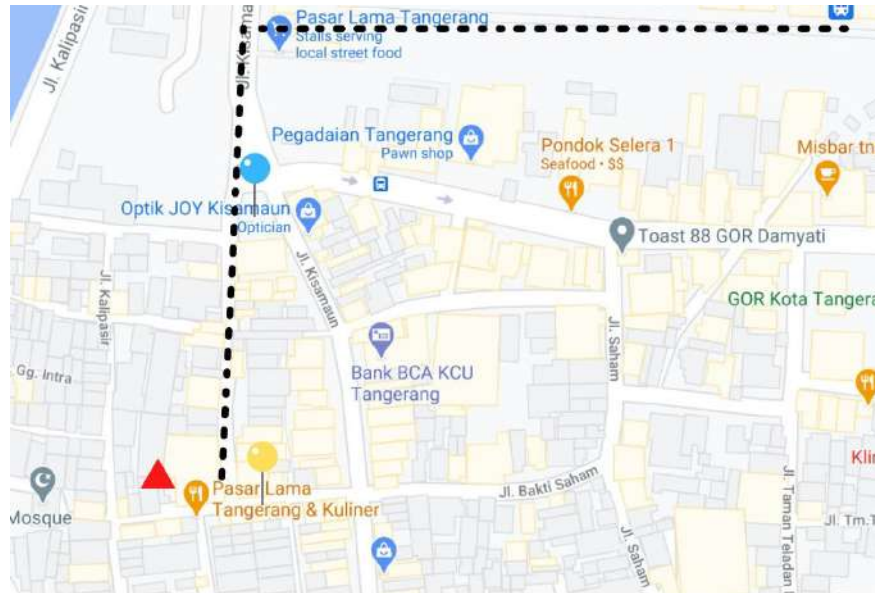 Jl. Kalipasir
Jl. Kisama
Pasar Lama Tangerang
Stalls serving
local street food
Pegadaian Tangerang
Pawn shop
Pondok Selera 1
Seafood • $$
Misbar tn
Optik JOY Kisamaun
Optician
Toast 88 GOR Damyati
Jl. Kalipasir
Jl. Kisamaun
GOR Kota Tangera
Jl. Saham
Gg. Intra
Bank BCA KCU
Tangerang
Klin
Mosque
Pasar Lama
Tangerang & Kuliner
Jl. Bakti Saham
Jl. Saham
Jl. Taman Teladan
Jl. Tm.T